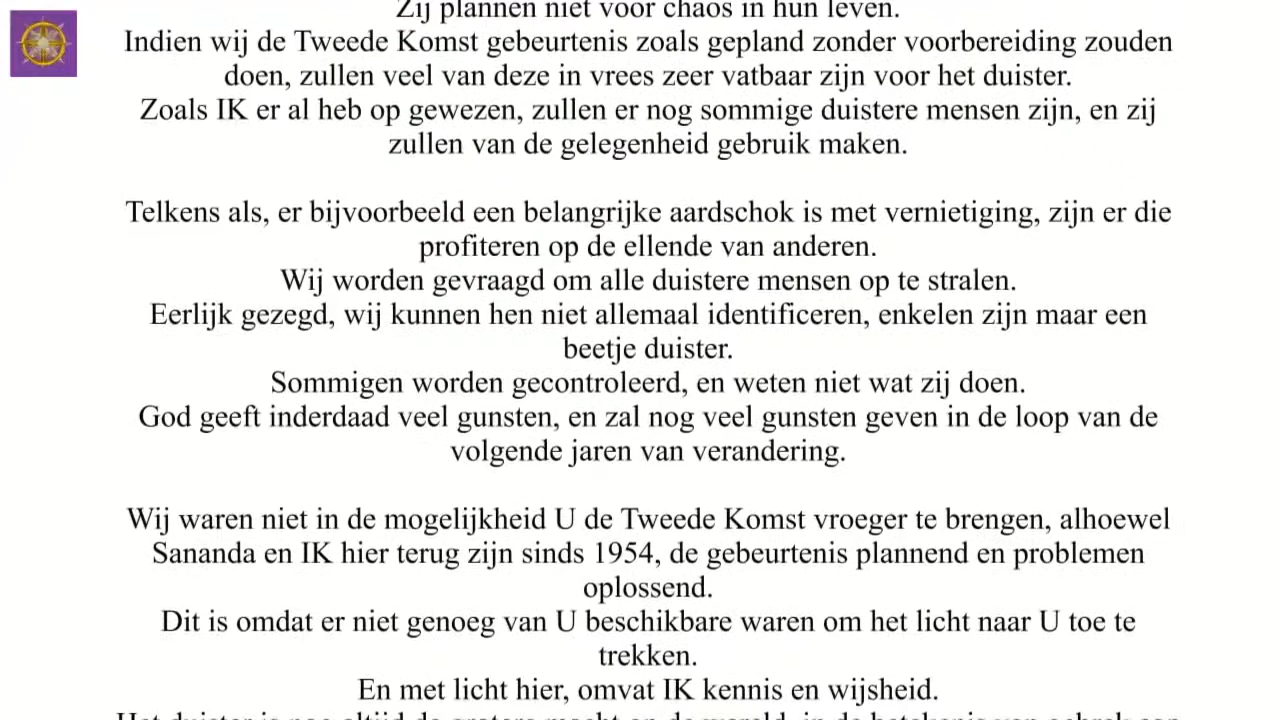 Zij plannen niet voor chaos in hun leven.
Indien wij de Tweede Komst gebeurtenis zoals gepland zonder voorbereiding zouden
doen, zullen veel van deze in vrees zeer vatbaar zijn voor het duister.
Zoals IK er al heb op gewezen, zullen er nog sommige duistere mensen zijn, en zij
zullen van de gelegenheid gebruik maken.
Telkens als, er bijvoorbeeld een belangrijke aardschok is met vernietiging, zijn er die
profiteren op de ellende van anderen.
Wij worden gevraagd om alle duistere mensen op te stralen.
Eerlijk gezegd, wij kunnen hen niet allemaal identificeren, enkelen zijn maar een
beetje duister.
Sommigen worden gecontroleerd, en weten niet wat zij doen.
God geeft inderdaad veel gunsten, en zal nog veel gunsten geven in de loop van de
volgende jaren van verandering.
Wij waren niet in de mogelijkheid U de Tweede Komst vroeger te brengen, alhoewel
Sananda en IK hier terug zijn sinds 1954, de gebeurtenis plannend en problemen
oplossend.
Dit is omdat er niet genoeg van U beschikbare waren om het licht naar U toe te
trekken.
En met licht hier, omvat IK kennis en wijsheid.